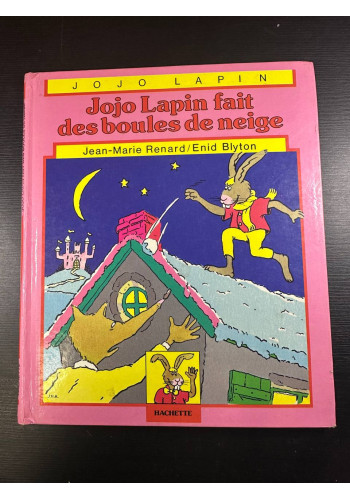 JOJO LAPIN
Jojo Lapin fait
des boules de neige
Jean-Marie Renard/Enid Blyton
HACHETTE